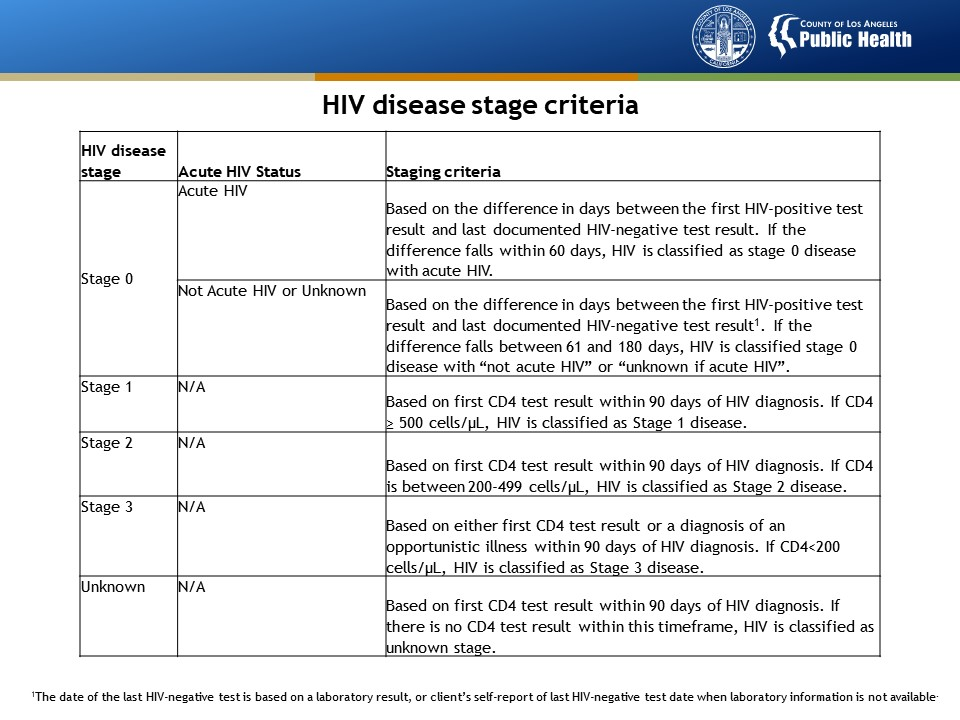 COUNTY OF LOS ANGELES
Public Health
HIV disease stage criteria
HIV disease
stage
Acute HIV Status
Staging criteria
Stage 0
Acute HIV
Based on the difference in days between the first HIV-positive test
result and last documented HIV-negative test result. If the
difference falls within 60 days, HIV is classified as stage 0 disease
with acute HIV.
Not Acute HIV or Unknown
Based on the difference in days between the first HIV-positive test
result and last documented HIV-negative test result¹. If the
difference falls between 61 and 180 days, HIV is classified stage 0
disease with “not acute HIV” or “unknown if acute HIV”.
Stage 1
N/A
Based on first CD4 test result within 90 days of HIV diagnosis. If CD4
≥ 500 cells/µL, HIV is classified as Stage 1 disease.
Stage 2
N/A
Based on first CD4 test result within 90 days of HIV diagnosis. If CD4
is between 200-499 cells/µL, HIV is classified as Stage 2 disease.
Stage 3
N/A
Based on either first CD4 test result or a diagnosis of an
opportunistic illness within 90 days of HIV diagnosis. If CD4<200
cells/µL, HIV is classified as Stage 3 disease.
Unknown
N/A
Based on first CD4 test result within 90 days of HIV diagnosis. If
there is no CD4 test result within this timeframe, HIV is classified as
unknown stage.
¹The date of the last HIV-negative test is based on a laboratory result, or client’s self-report of last HIV-negative test date when laboratory information is not available.